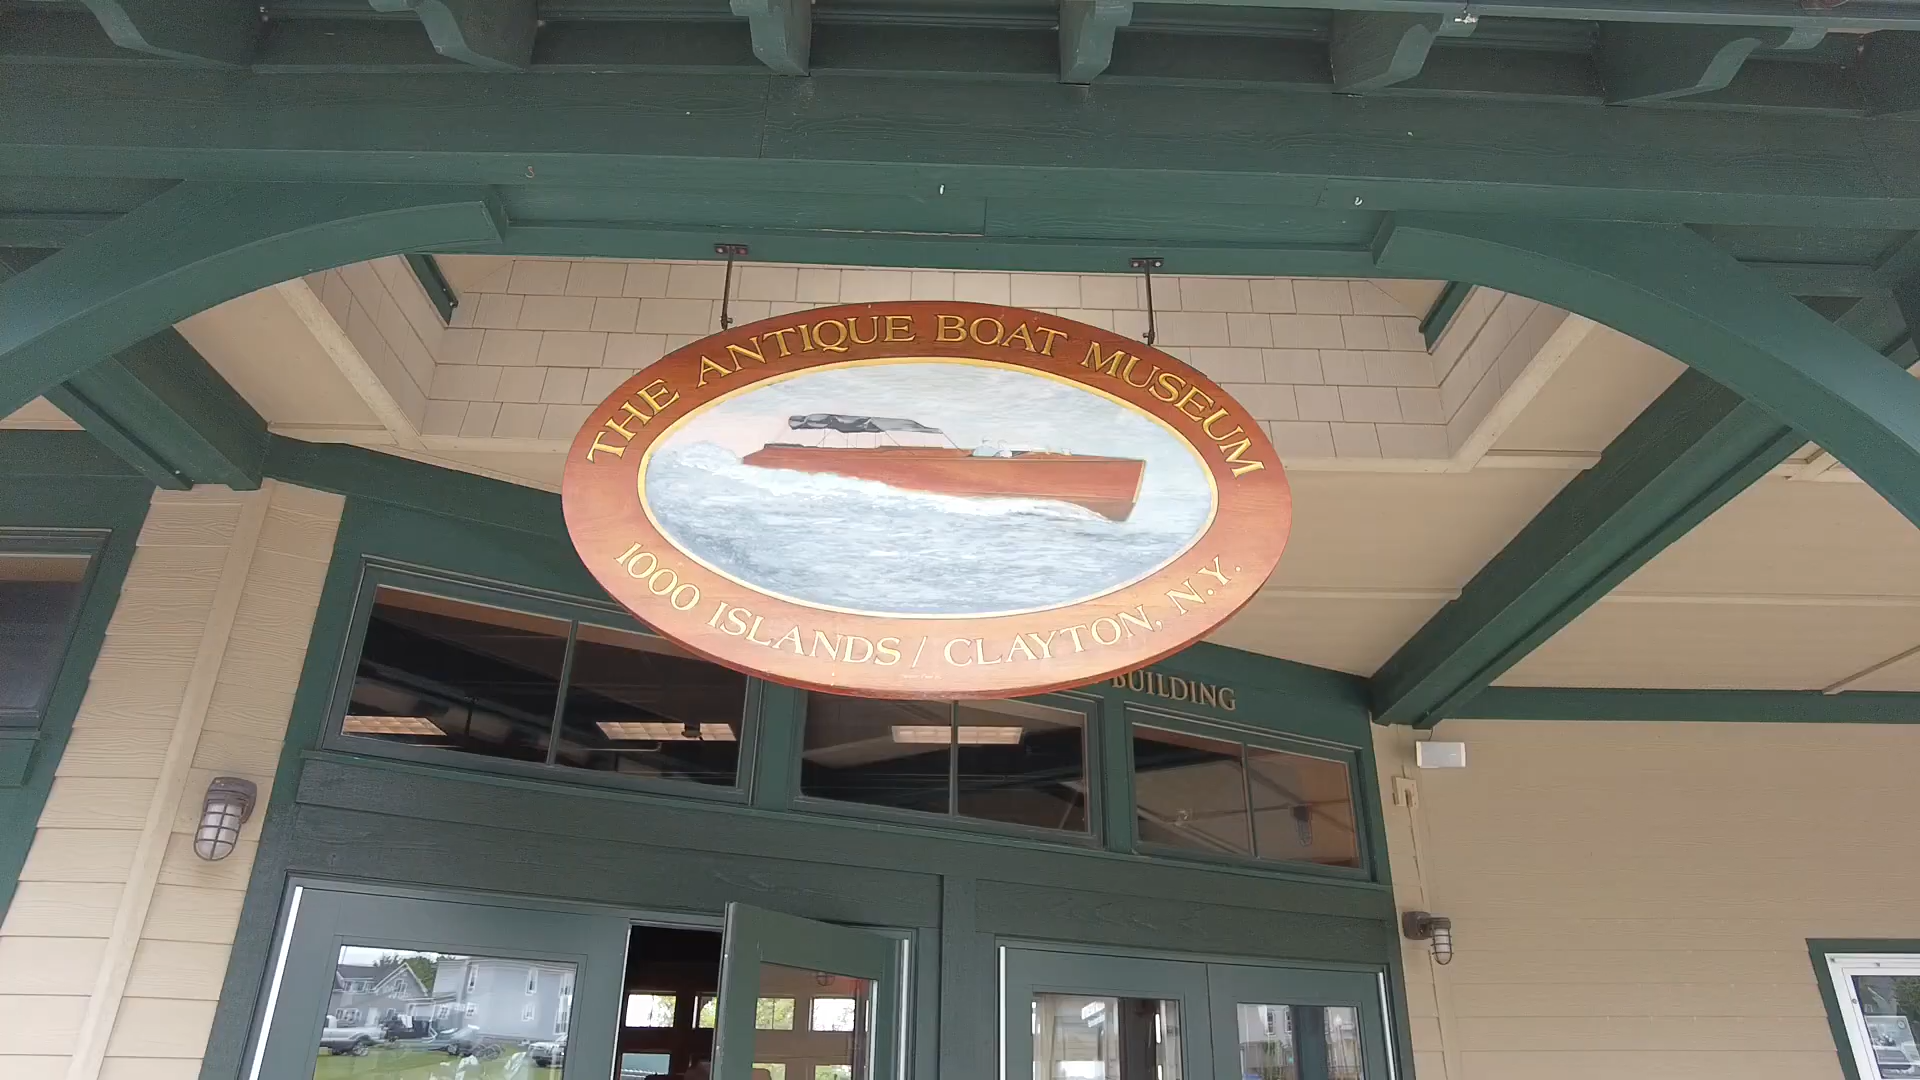 THE ANTIQUE BOAT MUSEUM
1000 ISLANDS / CLAYTON, N.Y.
BUILDING